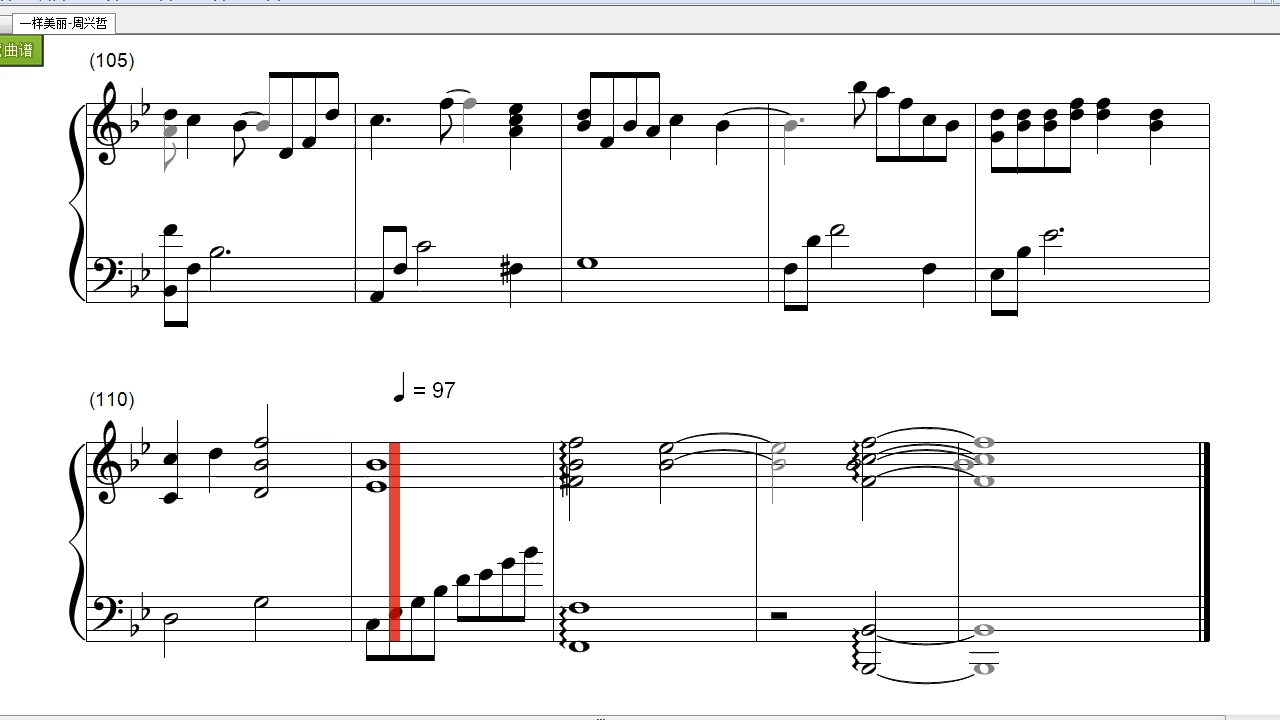 一样美丽-周兴哲
曲谱
(105)
(110)
= 97